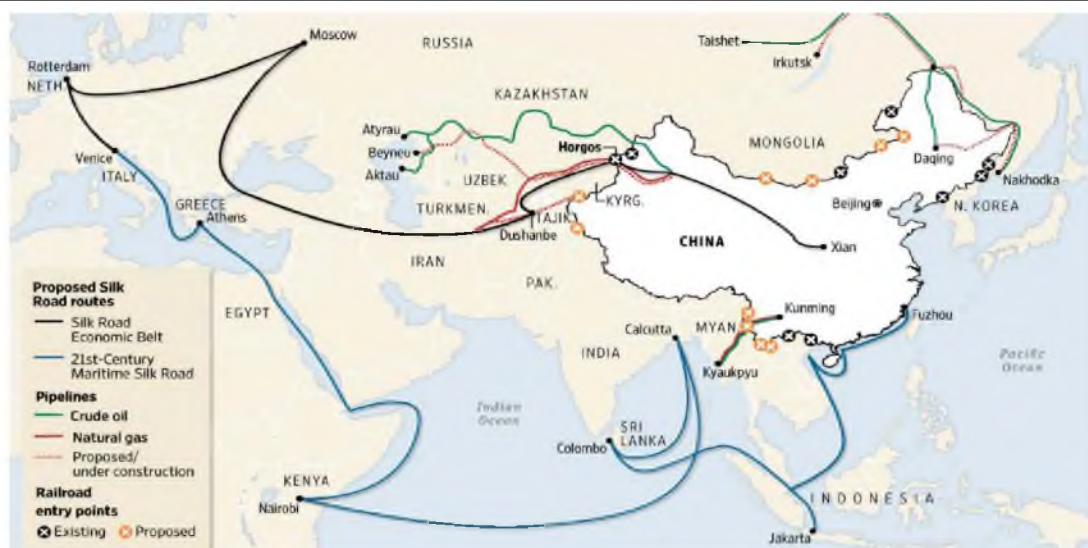 Moscow
RUSSIA
Taishet
Irkutsk
Rotterdam
NETH.
KAZAKHSTAN
Atyrau
Beyneu
Aktau
Horgos
MONGOLIA
Daqing
Nakhodka
Venice
ITALY
UZBEK
KYRG.
Beijing
N. KOREA
GREECE
Athens
TURKMEN.
TAJIK
Dushanbe
CHINA
Xian
IRAN
PAK.
Proposed Silk
Road routes
Silk Road
Economic Belt
21st-Century
Maritime Silk Road
Pipelines
Crude oil
Natural gas
Proposed/
under construction
Railroad
entry points
Existing
Proposed
EGYPT
Calcutta
MYAN
Kunming
Fuzhou
INDIA
Kyaukpyu
Pacific
Ocean
Indian
Ocean
SRI
LANKA
Colombo
KENYA
Nairobi
INDONESIA
Jakarta